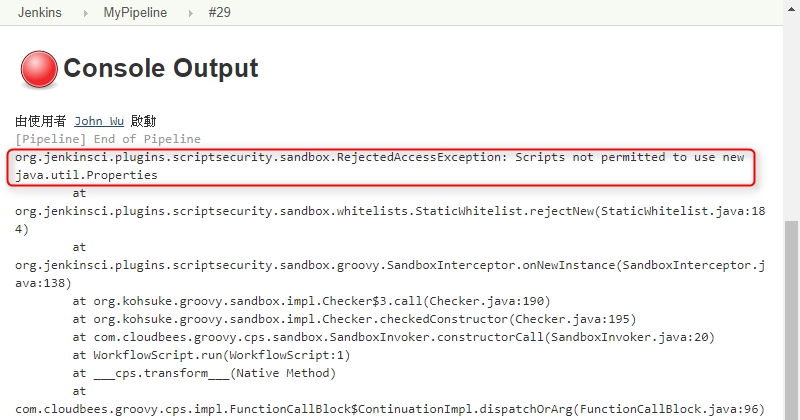 Jenkins › MyPipeline › #29
Console Output
由使用者 John Wu 啟動
[Pipeline] End of Pipeline
org.jenkinsci.plugins.scriptsecurity.sandbox.RejectedAccessException: Scripts not permitted to use new
java.util.Properties
at
org.jenkinsci.plugins.scriptsecurity.sandbox.whitelists.StaticWhitelist.rejectNew(StaticWhitelist.java:18
4)
at
org.jenkinsci.plugins.scriptsecurity.sandbox.groovy.SandboxInterceptor.onNewInstance(SandboxInterceptor.j
ava:138)
at org.kohsuke.groovy.sandbox.impl.Checker$3.call(Checker.java:190)
at org.kohsuke.groovy.sandbox.impl.Checker.checkedConstructor(Checker.java:195)
at com.cloudbees.groovy.cps.sandbox.SandboxInvoker.constructorCall(SandboxInvoker.java:20)
at WorkflowScript.run(WorkflowScript:1)
at ___cps.transform___(Native Method)
at
com.cloudbees.groovy.cps.impl.FunctionCallBlock$ContinuationImpl.dispatchOrArg(FunctionCallBlock.java:96)